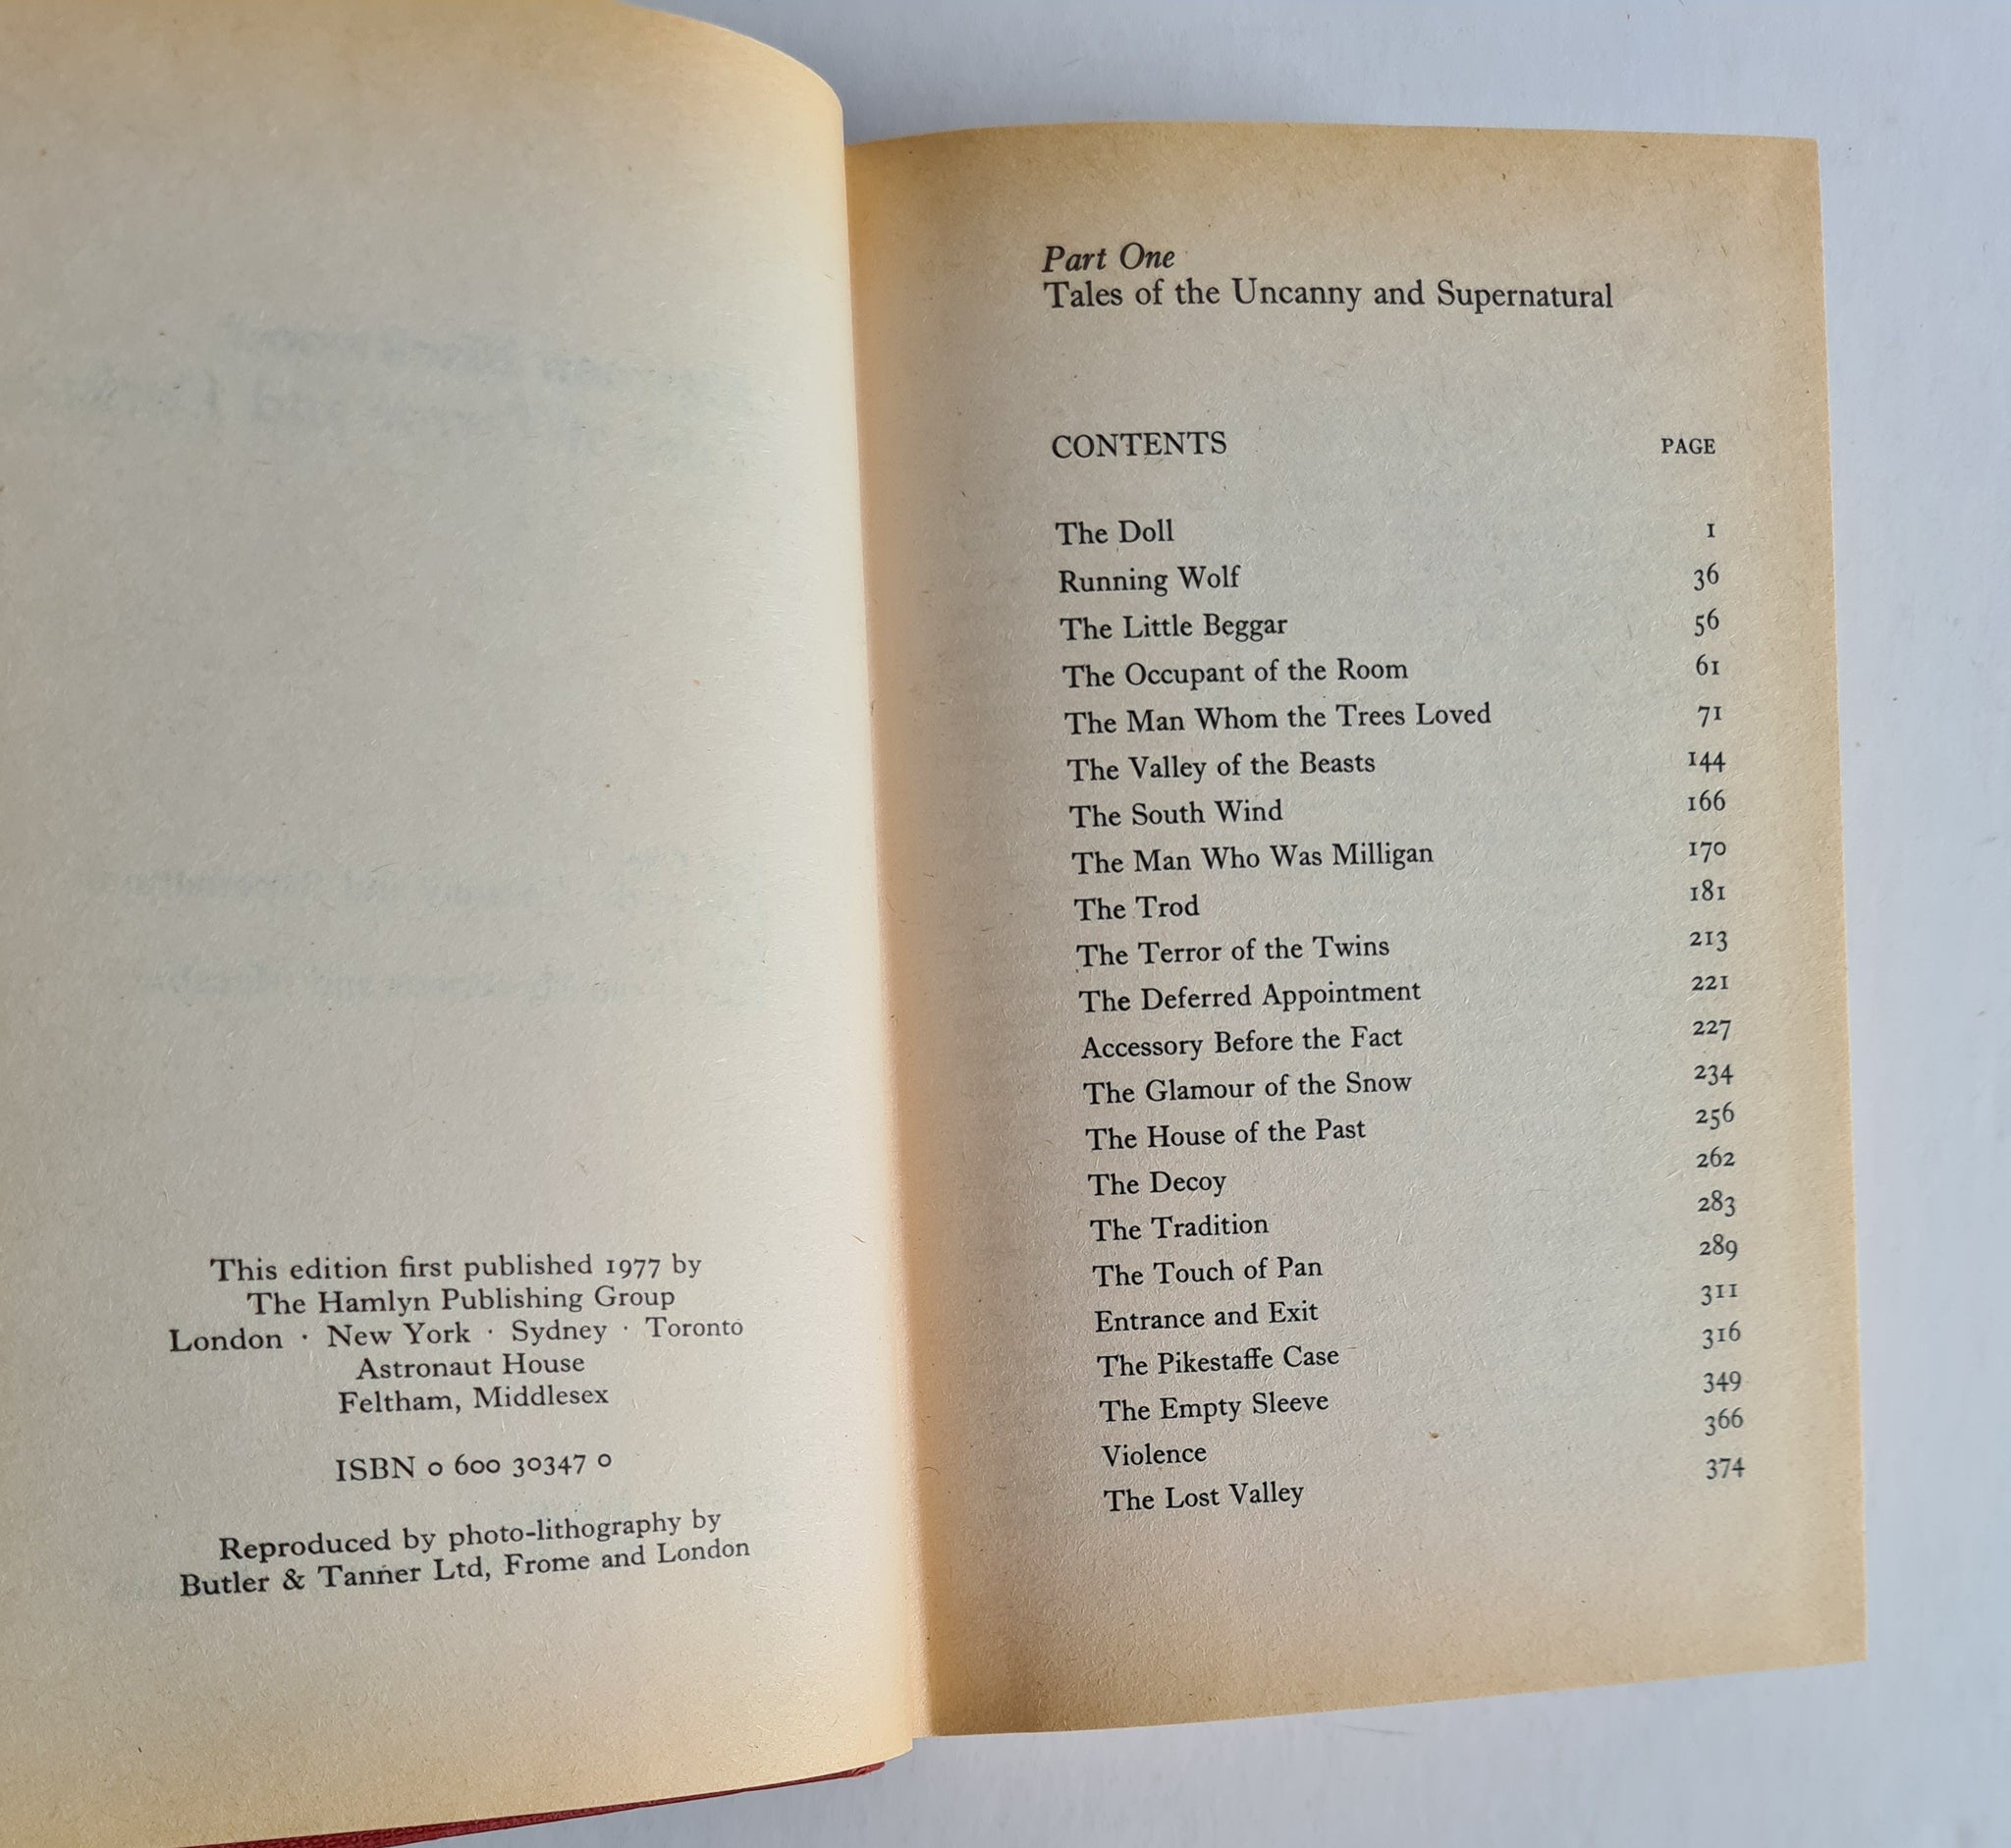 This edition first published 1977 by
The Hamlyn Publishing Group
London · New York · Sydney · Toronto
Astronaut House
Feltham, Middlesex
ISBN 0 600 30347 0
Reproduced by photo-lithography by
Butler & Tanner Ltd, Frome and London
Part One
Tales of the Uncanny and Supernatural
CONTENTS PAGE
The Doll 1
Running Wolf 36
The Little Beggar 56
The Occupant of the Room 61
The Man Whom the Trees Loved 71
The Valley of the Beasts 144
The South Wind 166
The Man Who Was Milligan 170
The Trod 181
The Terror of the Twins 213
The Deferred Appointment 221
Accessory Before the Fact 227
The Glamour of the Snow 234
The House of the Past 256
The Decoy 262
The Tradition 283
The Touch of Pan 289
Entrance and Exit 311
The Pikestaffe Case 316
The Empty Sleeve 349
Violence 366
The Lost Valley 374